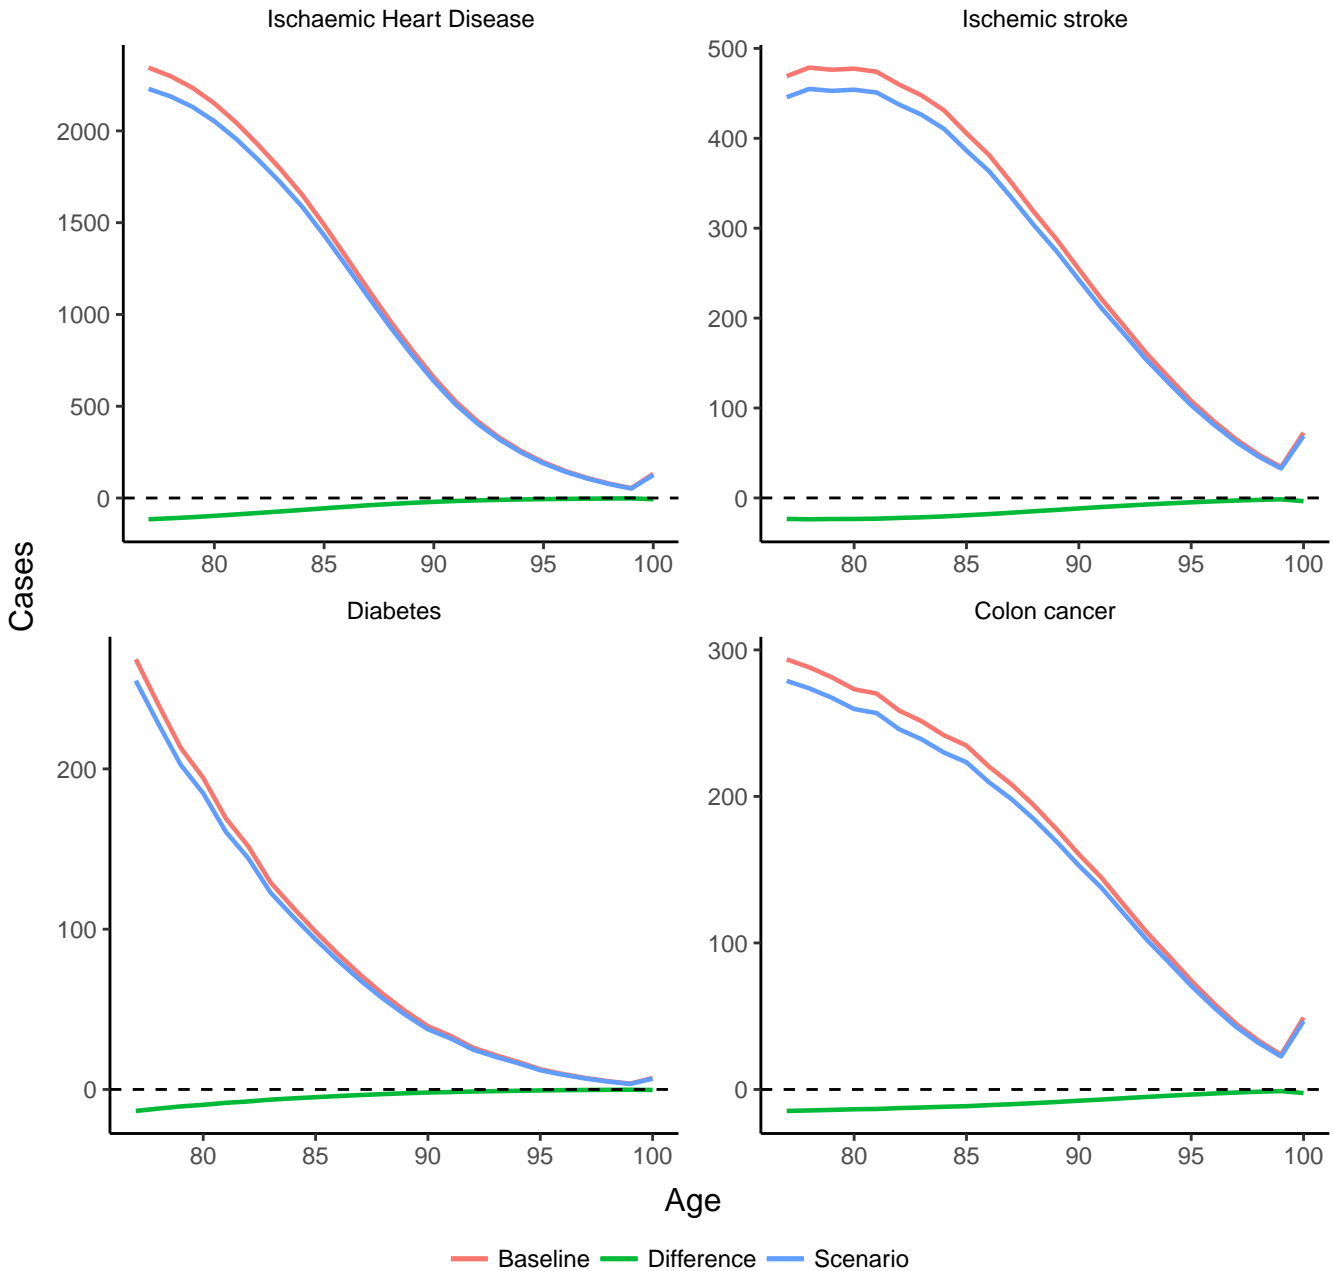 Ischaemic Heart Disease
2000
1500
1000
500
0
80 85 90 95 100
Ischemic stroke
500
400
300
200
100
0
80 85 90 95 100
Cases
Diabetes
200
100
0
80 85 90 95 100
Colon cancer
300
200
100
0
80 85 90 95 100
Age
Baseline Difference Scenario